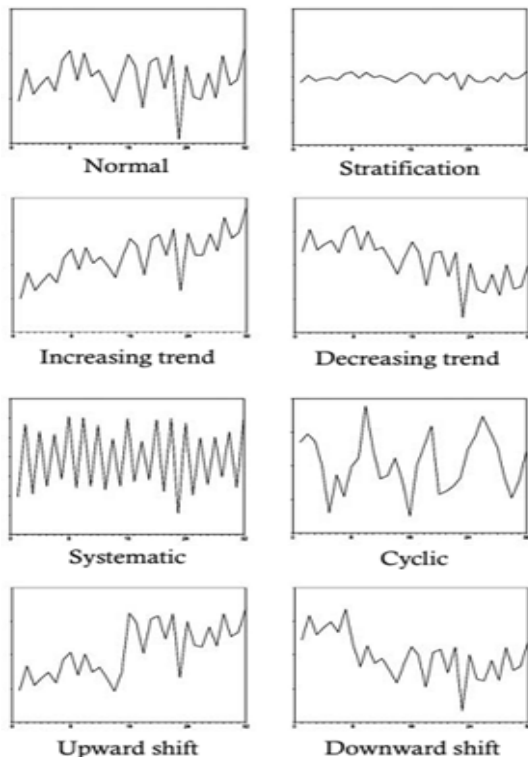 Normal
Stratification
Increasing trend
Decreasing trend
Systematic
Cyclic
Upward shift
Downward shift